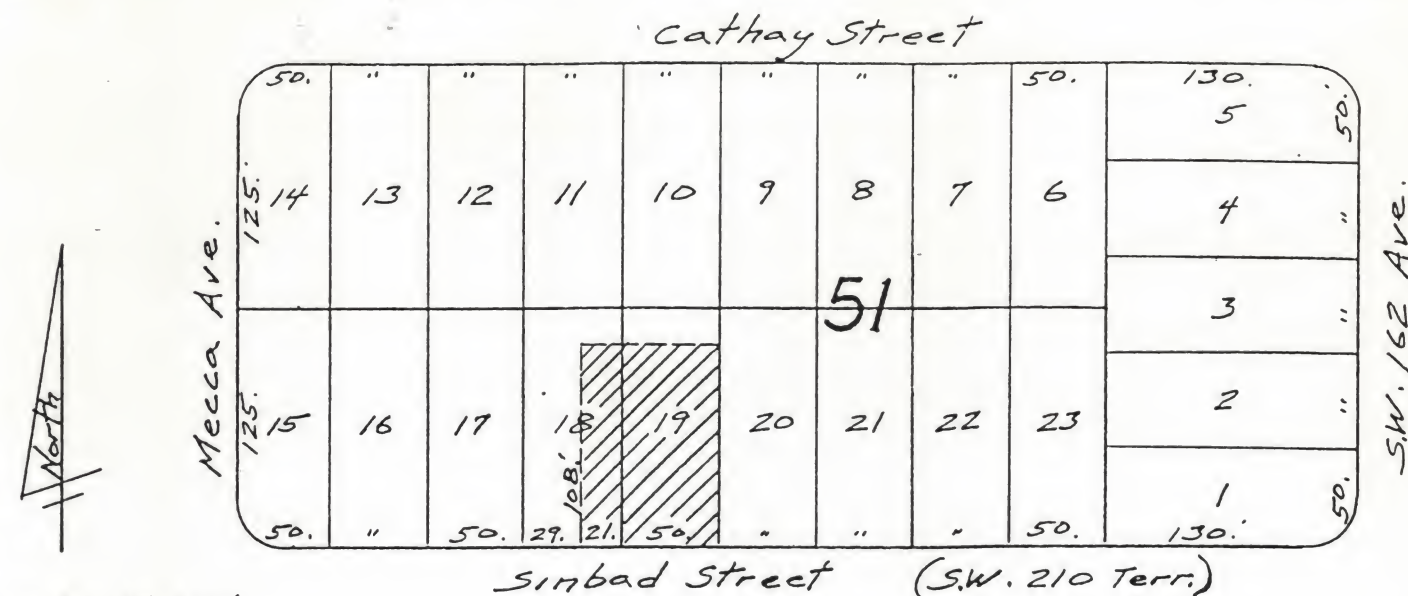 Cathay Street
50. " " " " " " " 50. 130.
5
50.'
14 13 12 11 10 9 8 7 6
125.'
4 "
Mecca Ave.
S.W. 162 Ave.
51
3 "
North
2 "
15 16 17 18 19 20 21 22 23
125.
108.'
1
50.
50. " 50. 29. 21. 50. " " " 50. 130.'
Sinbad Street (S.W. 210 Terr.)